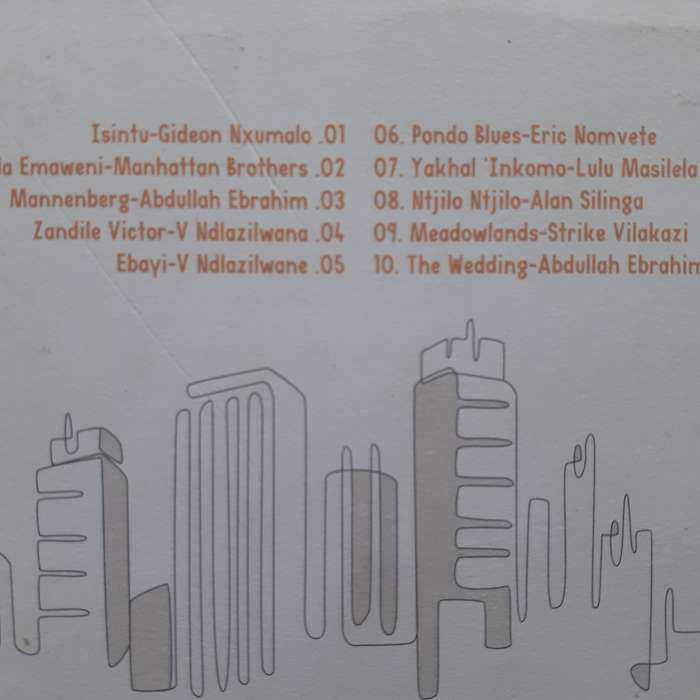 Isintu-Gideon Nxumalo .01
Emaweni-Manhattan Brothers .02
Mannenberg-Abdullah Ebrahim .03
Zandile Victor-V Ndlazilwana .04
Ebayi-V Ndlazilwane .05
06. Pondo Blues-Eric Nomvete
07. Yakhal 'Inkomo-Lulu Masilela
08. Ntjilo Ntjilo-Alan Silinga
09. Meadowlands-Strike Vilakazi
10. The Wedding-Abdullah Ebrahim